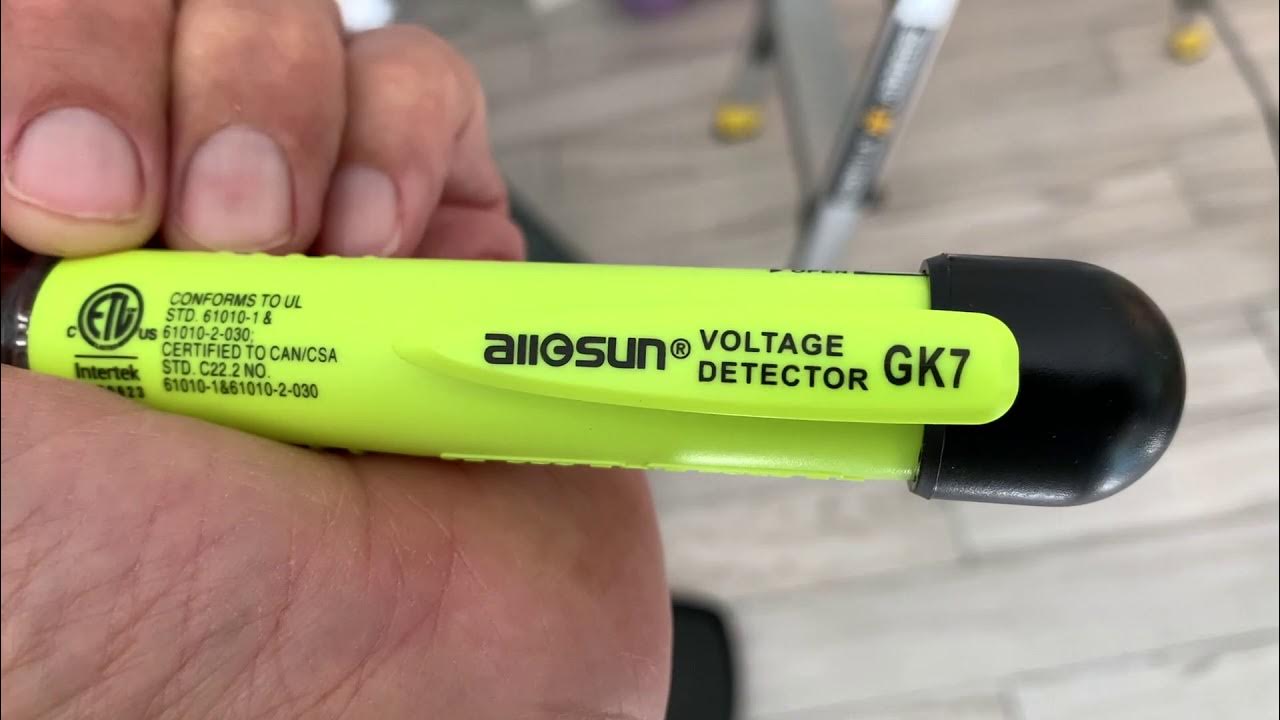 c ETL us
Intertek
CONFORMS TO UL
STD. 61010-1 &
61010-2-030;
CERTIFIED TO CAN/CSA
STD. C22.2 NO.
61010-1&61010-2-030
allosun®
VOLTAGE
DETECTOR
GK7